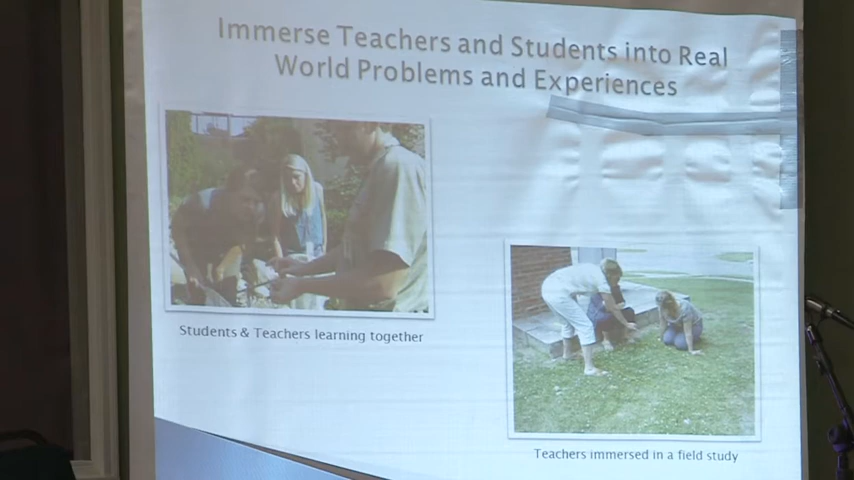 Immerse Teachers and Students into Real
World Problems and Experiences
Students & Teachers learning together
Teachers immersed in a field study